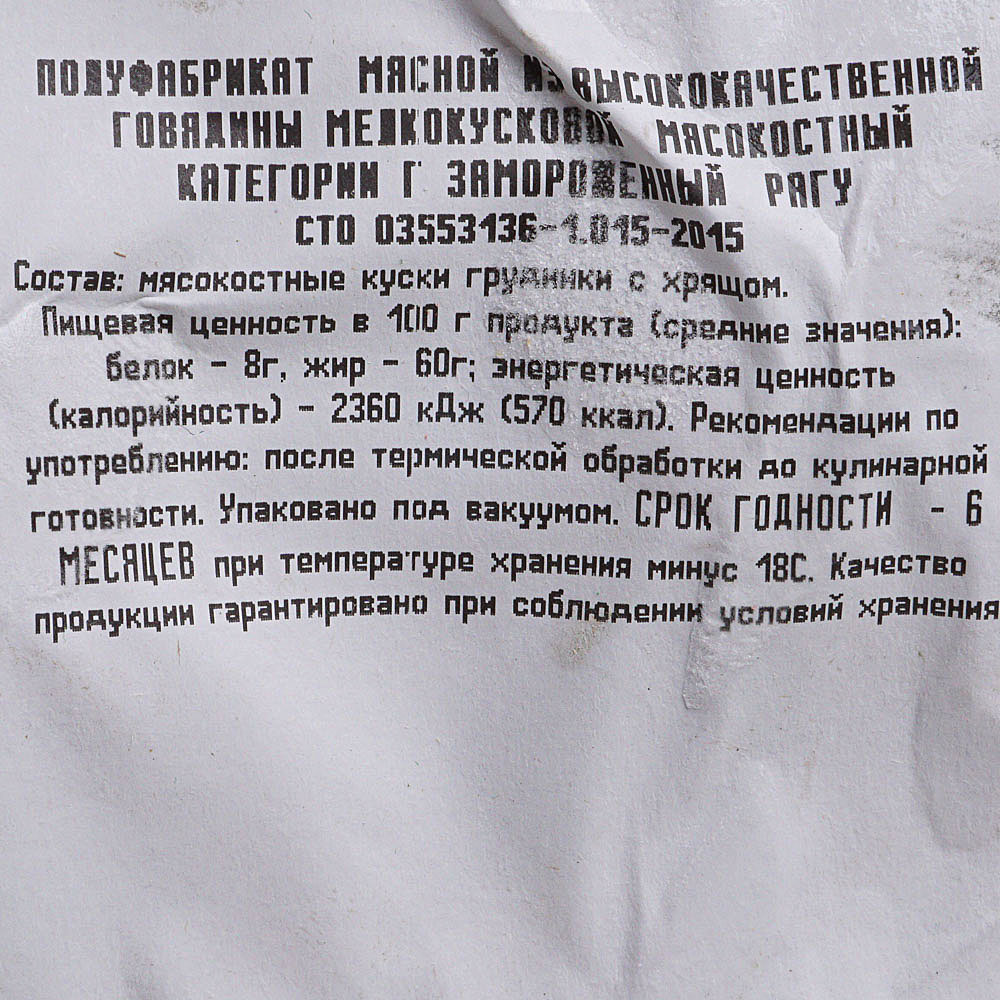 ПОЛУФАБРИКАТ МЯСНОЙ ИЗ ВЫСОКОКАЧЕСТВЕННОЙ
ГОВЯДИНЫ МЕЛКОКУСКОВОЙ МЯСОКОСТНЫЙ
КАТЕГОРИИ Г ЗАМОРОЖЕННЫЙ РАГУ
СТО 03553136-1.015-2015
Состав: мясокостные куски грудинки с хрящом.
Пищевая ценность в 100 г продукта (средние значения):
белок - 8г, жир - 60г; энергетическая ценность
(калорийность) - 2360 кДж (570 ккал). Рекомендации по
употреблению: после термической обработки до кулинарной
готовности. Упаковано под вакуумом. СРОК ГОДНОСТИ - 6
МЕСЯЦЕВ при температуре хранения минус 18С. Качество
продукции гарантировано при соблюдении условий хранения